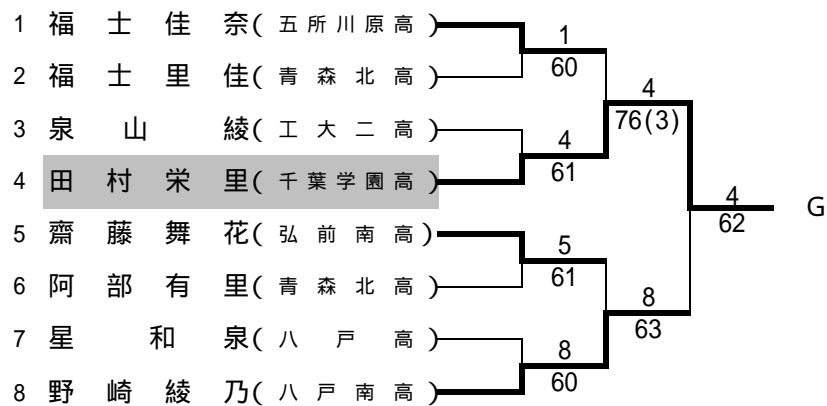 1 福士佳奈(五所川原高)
1
60
2 福士里佳(青森北高)
4
76(3)
3 泉山綾(工大二高)
4
61
4 田村栄里(千葉学園高)
4
62
G
5 齋藤舞花(弘前南高)
5
61
6 阿部有里(青森北高)
8
63
7 星和泉(八戸高)
8
60
8 野崎綾乃(八戸南高)